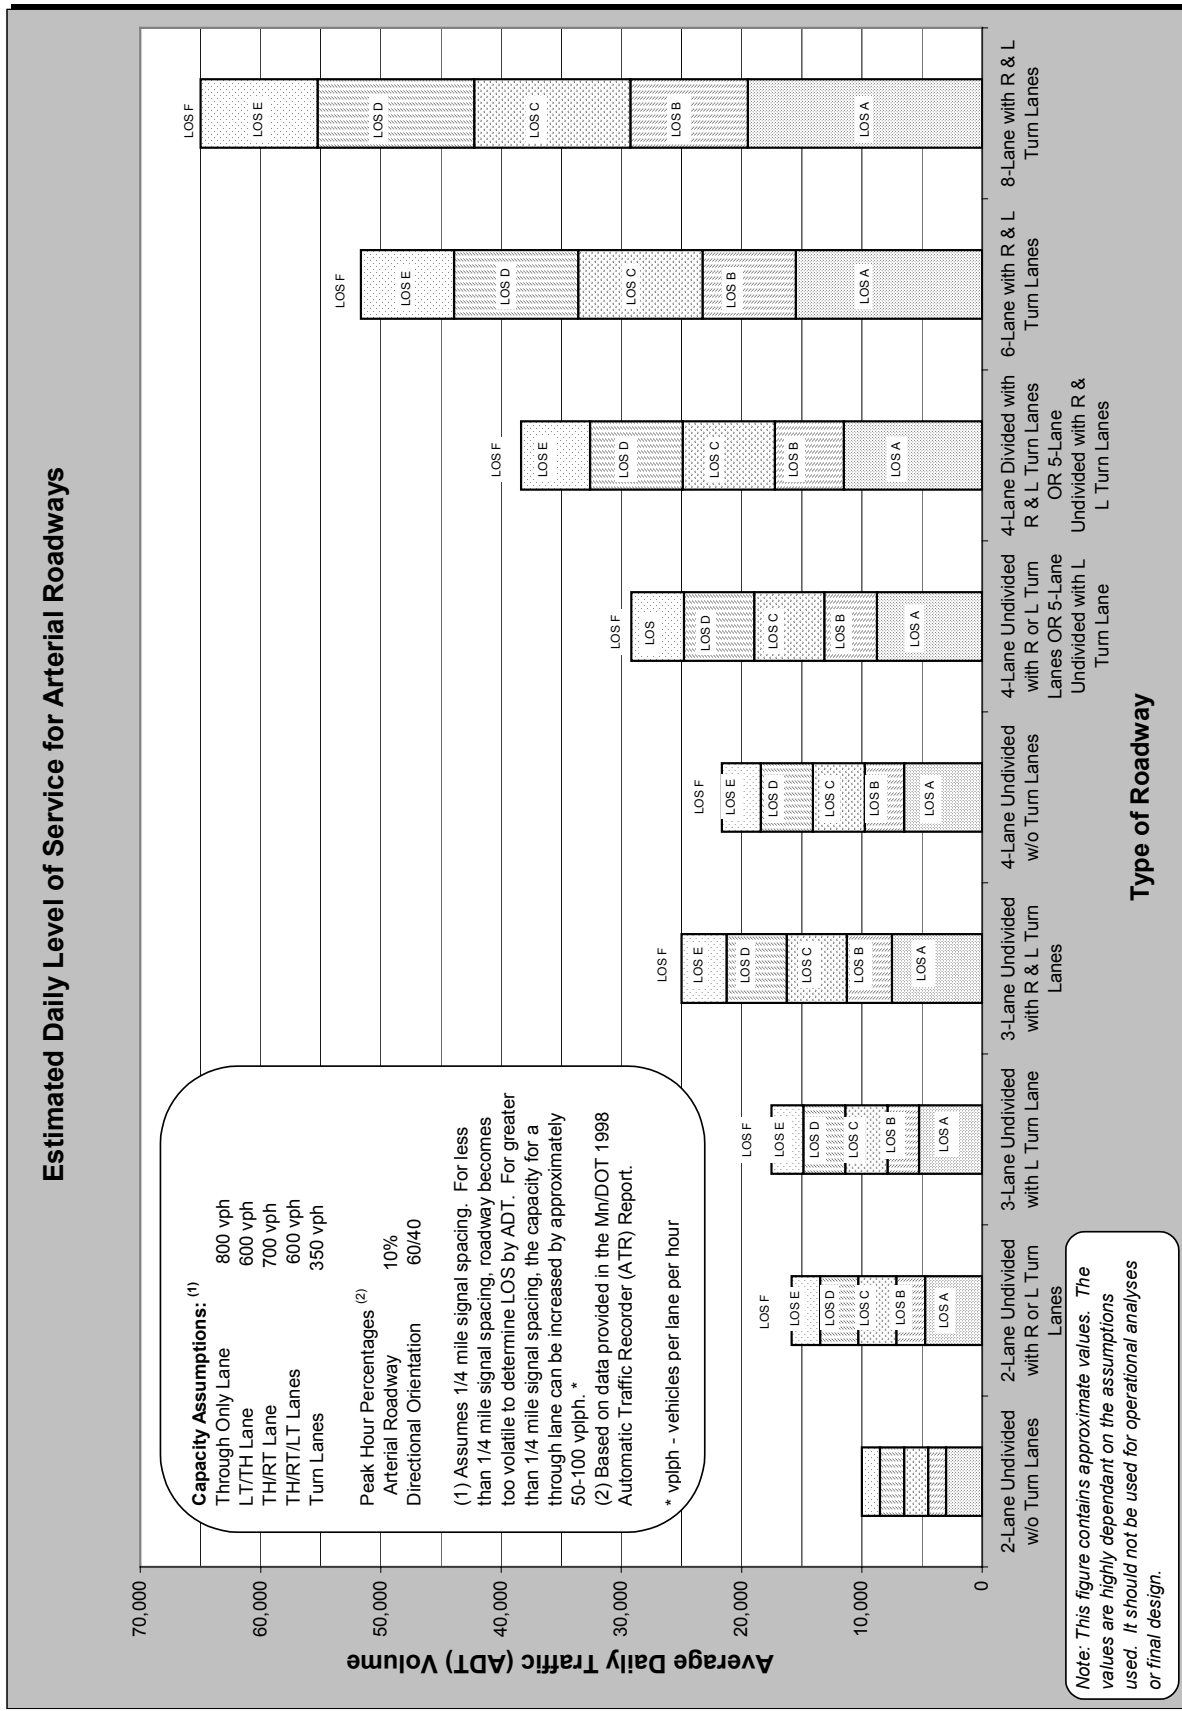 Estimated Daily Level of Service for Arterial Roadways
70,000
60,000
50,000
40,000
30,000
20,000
10,000
0
Average Daily Traffic (ADT) Volume
Capacity Assumptions: (1)
Through Only Lane 800 vph
LT/TH Lane 600 vph
TH/RT Lane 700 vph
TH/RT/LT Lanes 600 vph
Turn Lanes 350 vph
Peak Hour Percentages (2)
Arterial Roadway 10%
Directional Orientation 60/40
(1) Assumes 1/4 mile signal spacing. For less
than 1/4 mile signal spacing, roadway becomes
too volatile to determine LOS by ADT. For greater
than 1/4 mile signal spacing, the capacity for a
through lane can be increased by approximately
50-100 vplph. *
(2) Based on data provided in the Mn/DOT 1998
Automatic Traffic Recorder (ATR) Report.
* vplph - vehicles per lane per hour
LOS F
LOS E
LOS D
LOS C
LOS B
LOS A
LOS F
LOS E
LOS D
LOS C
LOS B
LOS A
LOS F
LOS E
LOS D
LOS C
LOS B
LOS A
LOS F
LOS E
LOS D
LOS C
LOS B
LOS A
LOS F
LOS
LOS D
LOS C
LOS B
LOS A
LOS F
LOS E
LOS D
LOS C
LOS B
LOS A
LOS F
LOS E
LOS D
LOS C
LOS B
LOS A
LOS F
LOS E
LOS D
LOS C
LOS B
LOS A
2-Lane Undivided
w/o Turn Lanes
2-Lane Undivided
with R or L Turn
Lanes
3-Lane Undivided
with L Turn Lane
3-Lane Undivided
with R & L Turn
Lanes
4-Lane Undivided
w/o Turn Lanes
4-Lane Undivided
with R or L Turn
Lanes OR 5-Lane
Undivided with L
Turn Lane
4-Lane Divided with
R & L Turn Lanes
OR 5-Lane
Undivided with R &
L Turn Lanes
6-Lane with R & L
Turn Lanes
8-Lane with R & L
Turn Lanes
Type of Roadway
Note: This figure contains approximate values. The
values are highly dependant on the assumptions
used. It should not be used for operational analyses
or final design.